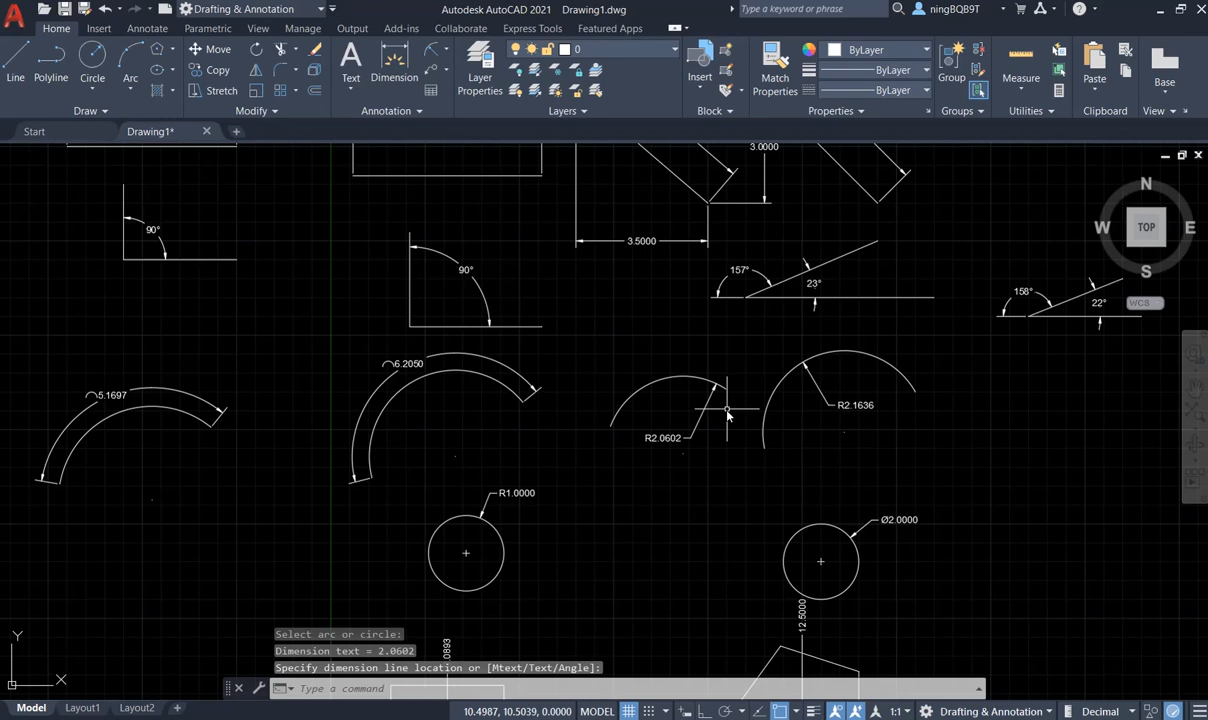 Drafting & Annotation
Autodesk AutoCAD 2021 Drawing1.dwg
Type a keyword or phrase
ningBQB9T
Home Insert Annotate Parametric View Manage Output Add-ins Collaborate Express Tools Featured Apps
Line Polyline Circle Arc
Move
Copy
Stretch
Text Dimension
Layer Properties
0
Insert
Match Properties
ByLayer
ByLayer
ByLayer
Group
Measure
Paste
Base
Draw Modify Annotation Layers Block Properties Groups Utilities Clipboard View
Start Drawing1*
3.0000
N
W TOP E
S
WCS
90°
3.5000
90°
157°
23°
158°
22°
5.1697
6.2050
R2.0602
R2.1636
R1.0000
Ø2.0000
12.5000
Select arc or circle:
Dimension text = 2.0602
Specify dimension line location or [Mtext/Text/Angle]:
Type a command
Y
X
Model Layout1 Layout2
10.4987, 10.5039, 0.0000 MODEL
1:1
Drafting & Annotation
Decimal